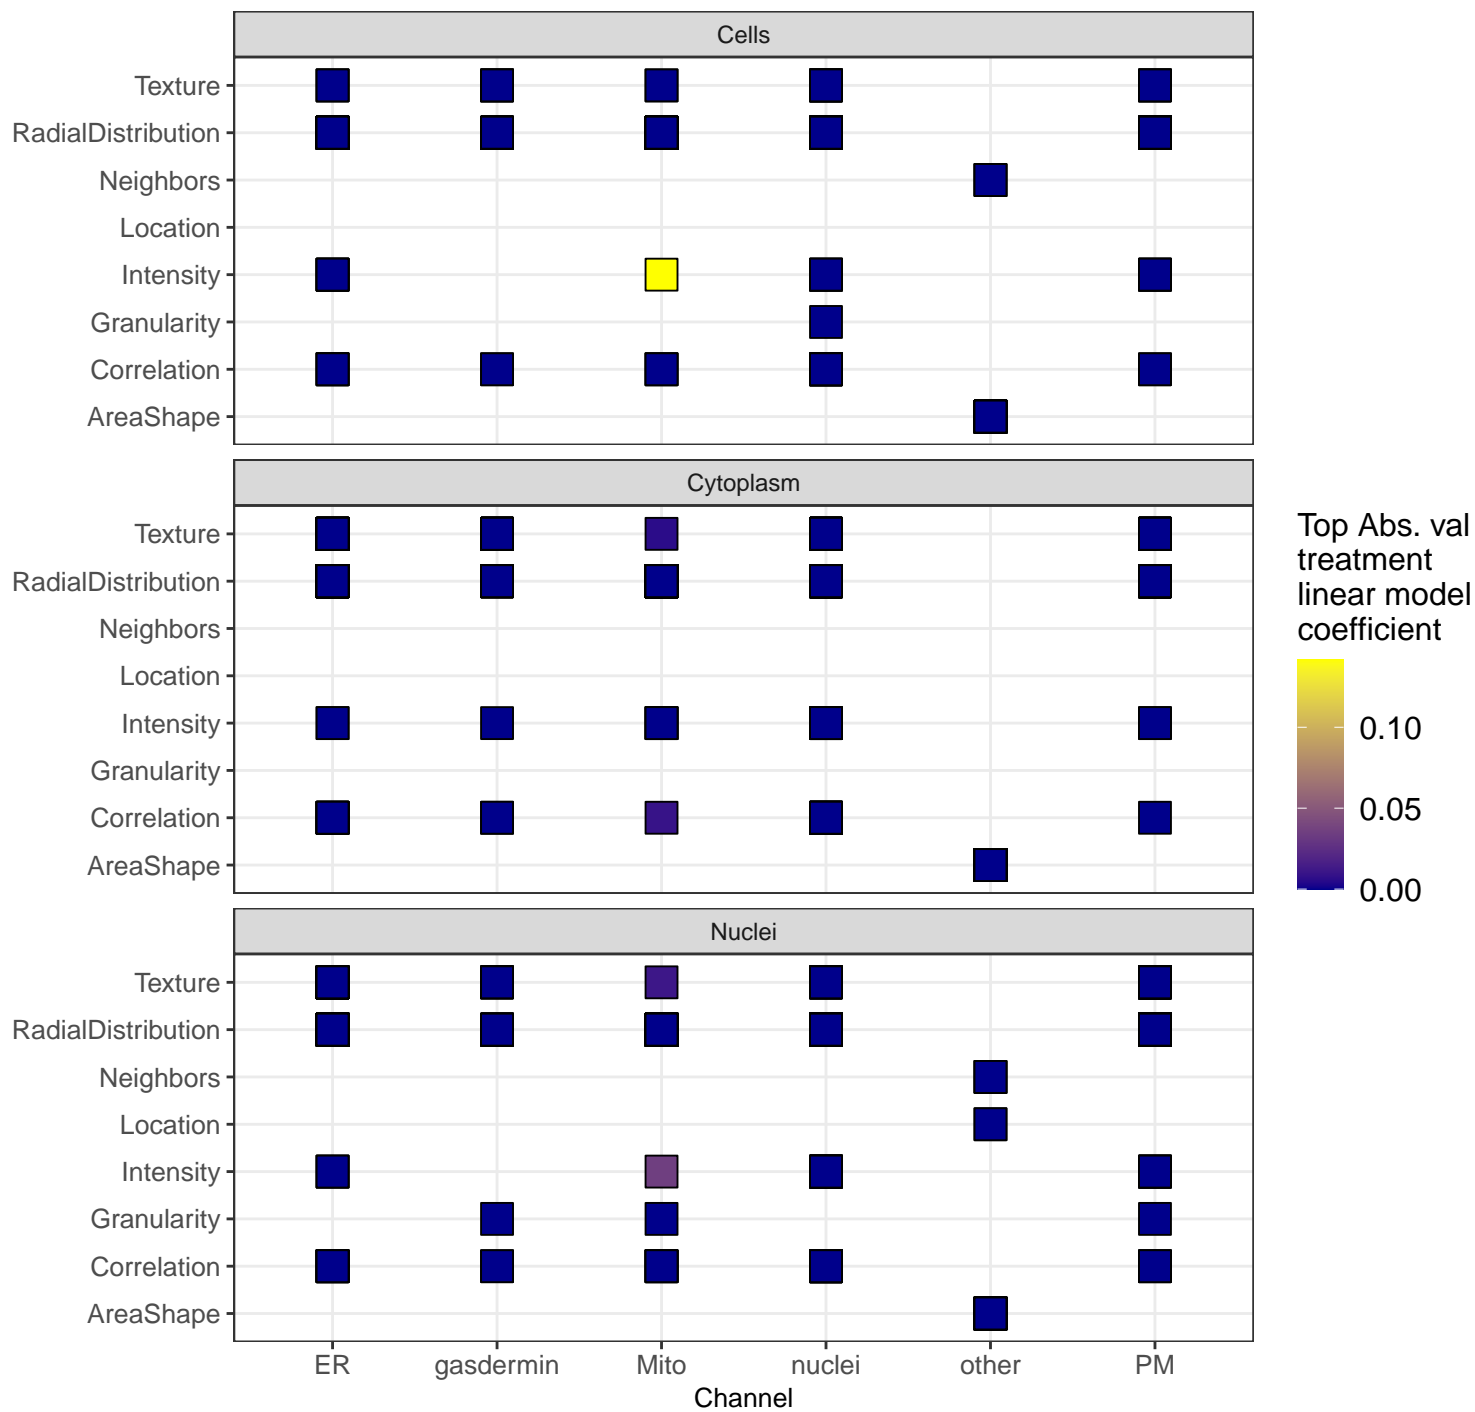 Cells
Texture
RadialDistribution
Neighbors
Location
Intensity
Granularity
Correlation
AreaShape
Cytoplasm
Texture
RadialDistribution
Neighbors
Location
Intensity
Granularity
Correlation
AreaShape
Nuclei
Texture
RadialDistribution
Neighbors
Location
Intensity
Granularity
Correlation
AreaShape
ER gasdermin Mito nuclei other PM
Channel
Top Abs. val
treatment
linear model
coefficient
0.10
0.05
0.00